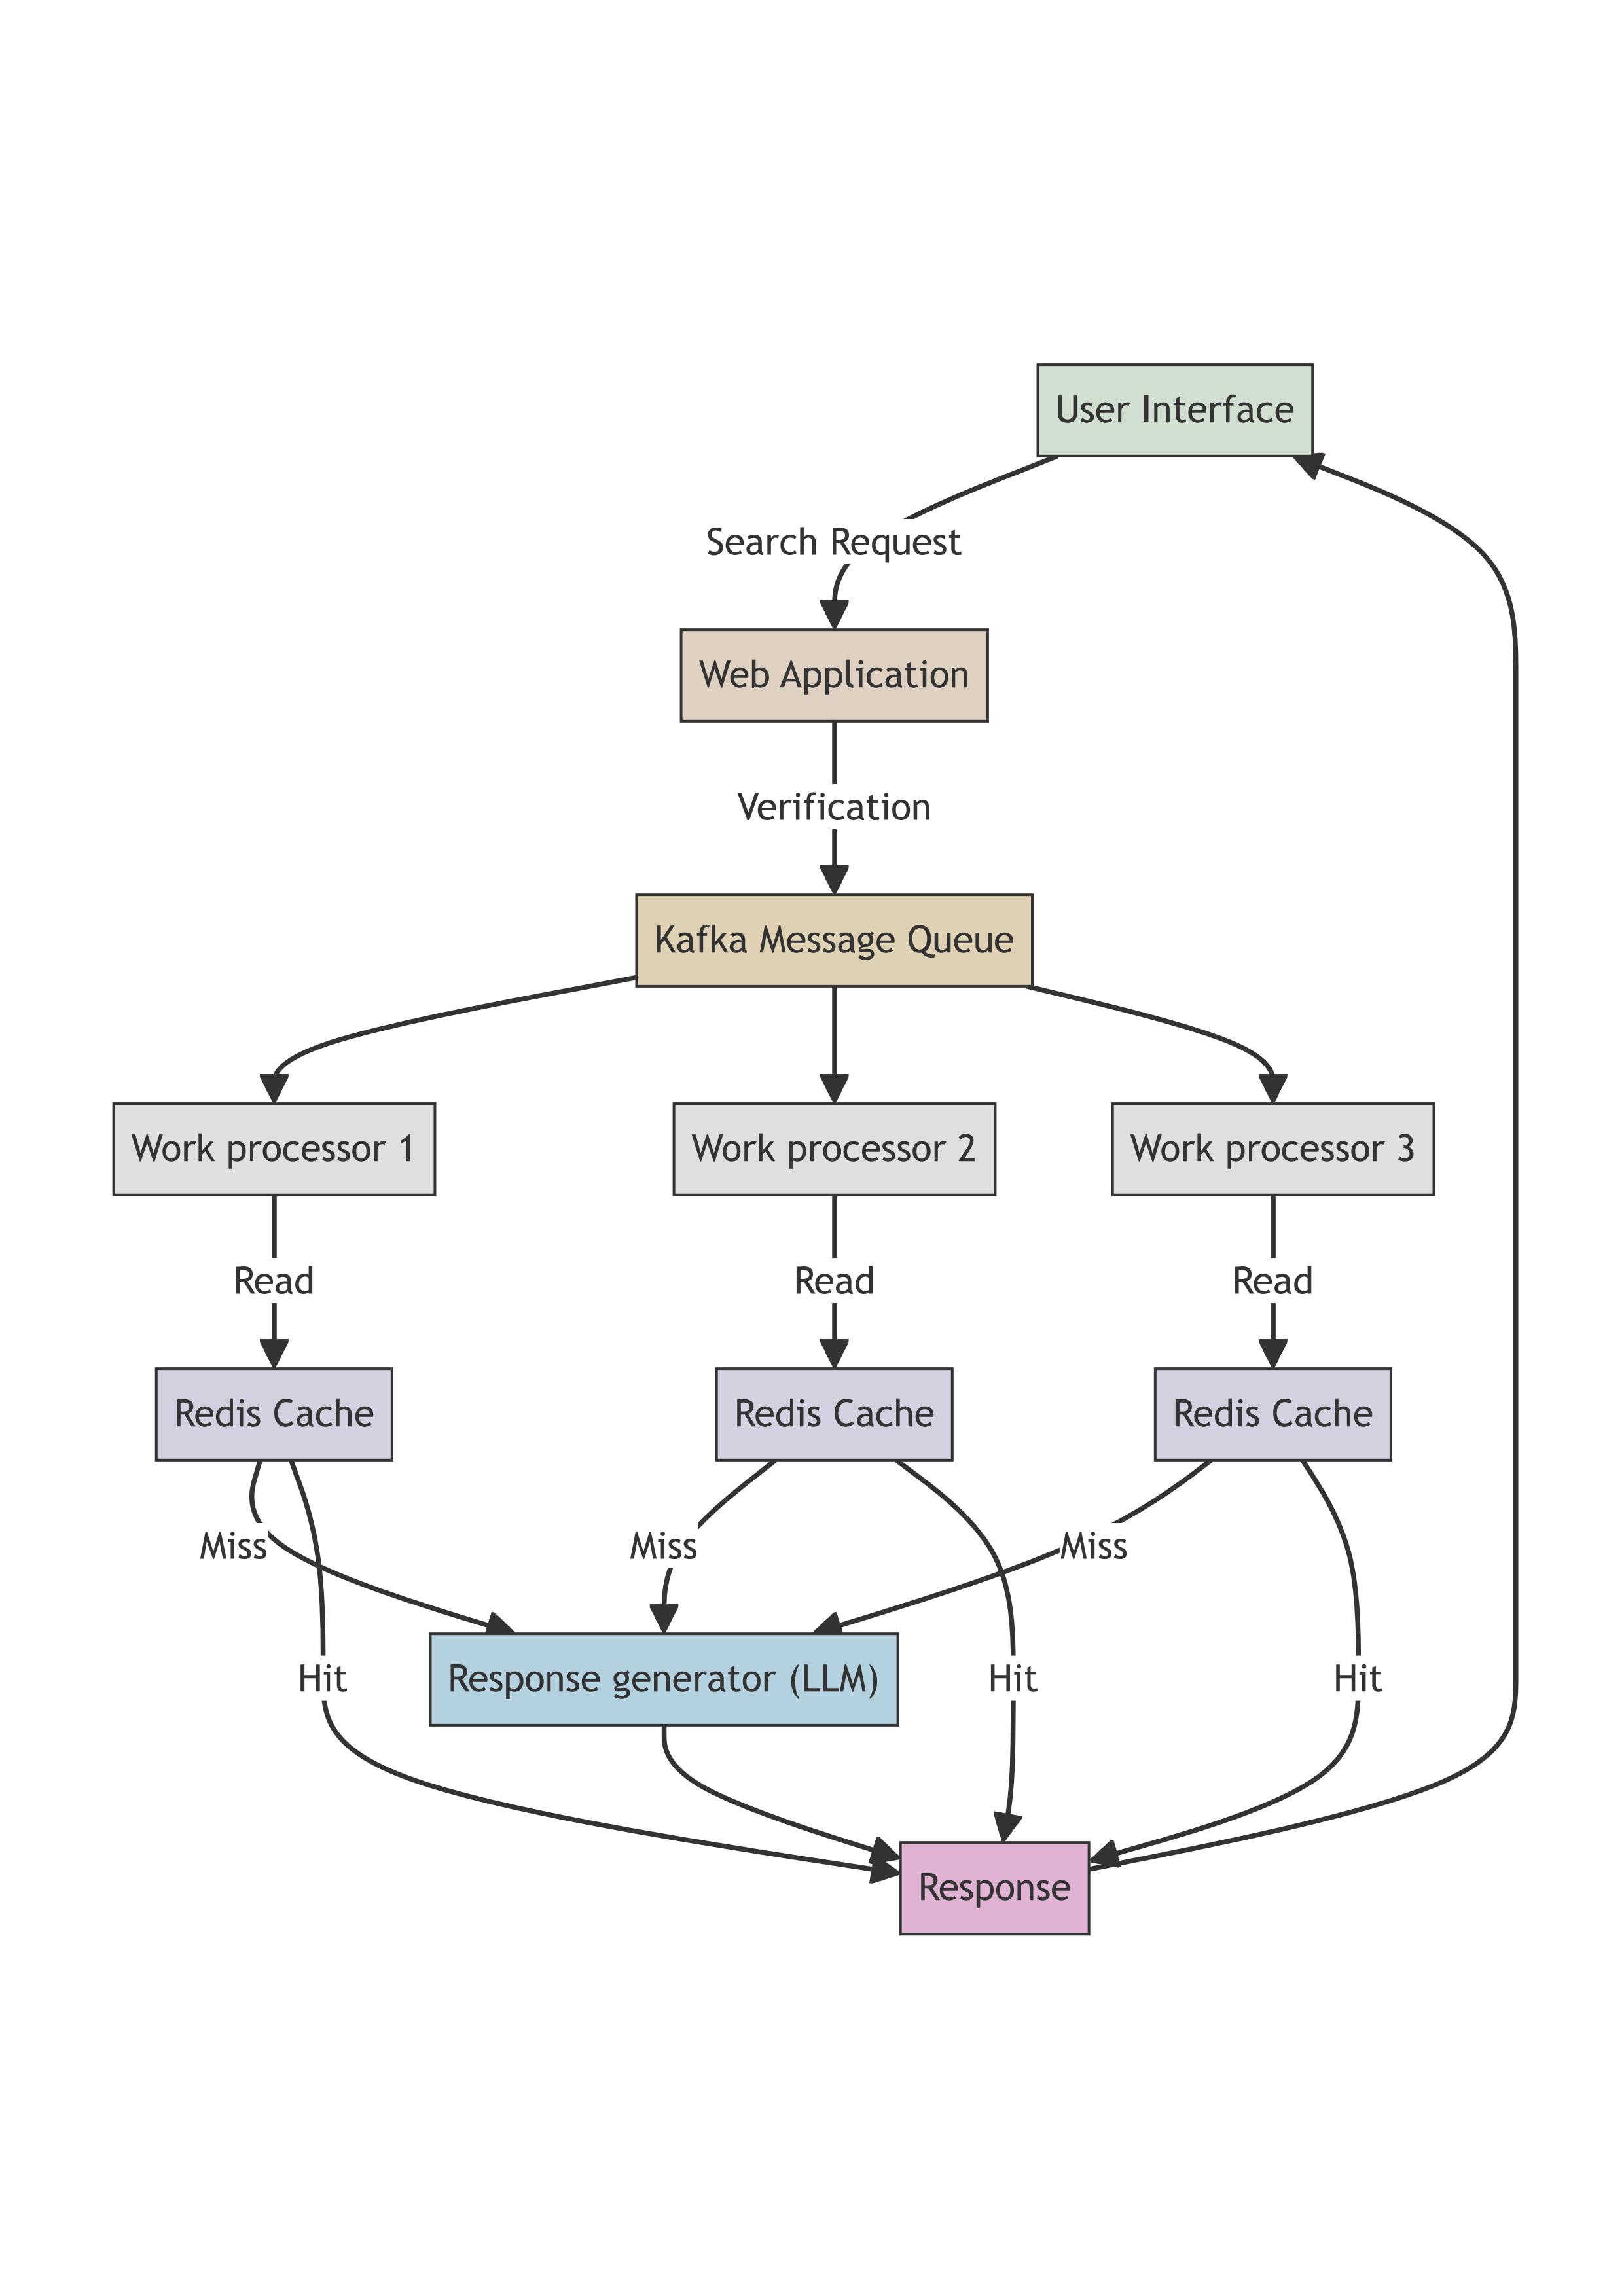 User Interface
Search Request
Web Application
Verification
Kafka Message Queue
Work processor 1
Work processor 2
Work processor 3
Read
Read
Read
Redis Cache
Redis Cache
Redis Cache
Miss
Miss
Miss
Hit
Response generator (LLM)
Hit
Hit
Response